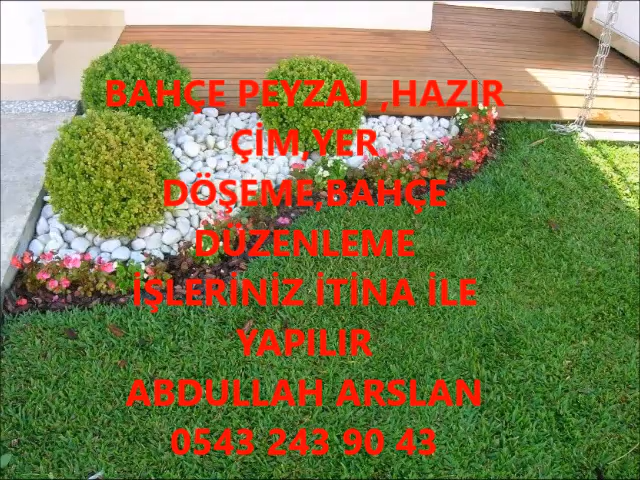 BAHÇE PEYZAJ ,HAZIR
ÇİM,YER
DÖŞEME,BAHÇE
DÜZENLEME
İŞLERİNİZ İTİNA İLE
YAPILIR
ABDULLAH ARSLAN
0543 243 90 43